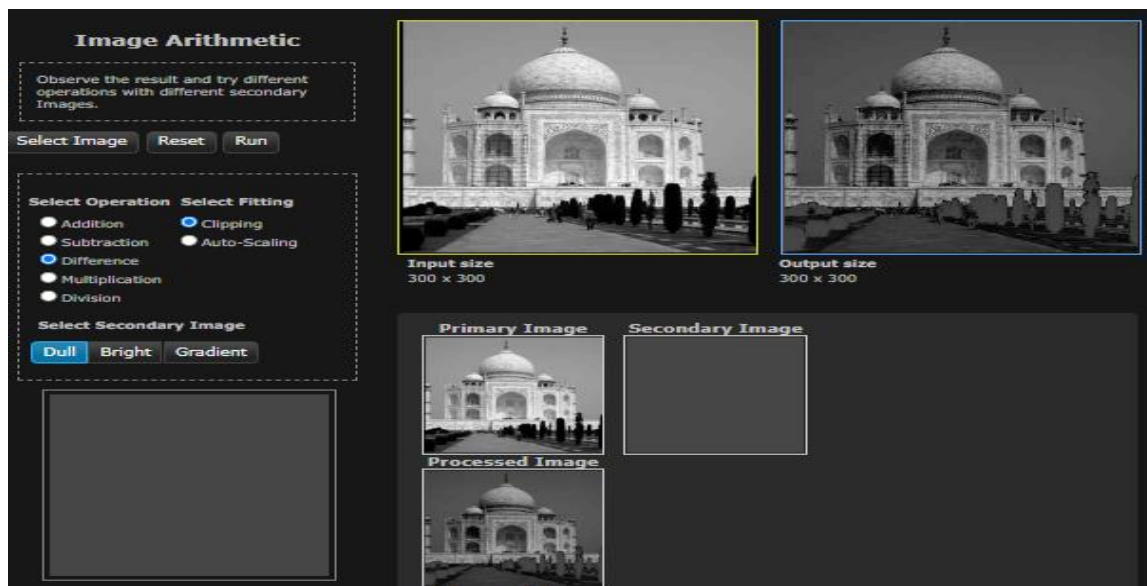 Image Arithmetic
Observe the result and try different
operations with different secondary
Images.
Select Image Reset Run
Select Operation Select Fitting
Addition Clipping
Subtraction Auto-Scaling
Difference
Multiplication
Division
Select Secondary Image
Dull Bright Gradient
Input size
300 x 300
Output size
300 x 300
Primary Image Secondary Image
Processed Image